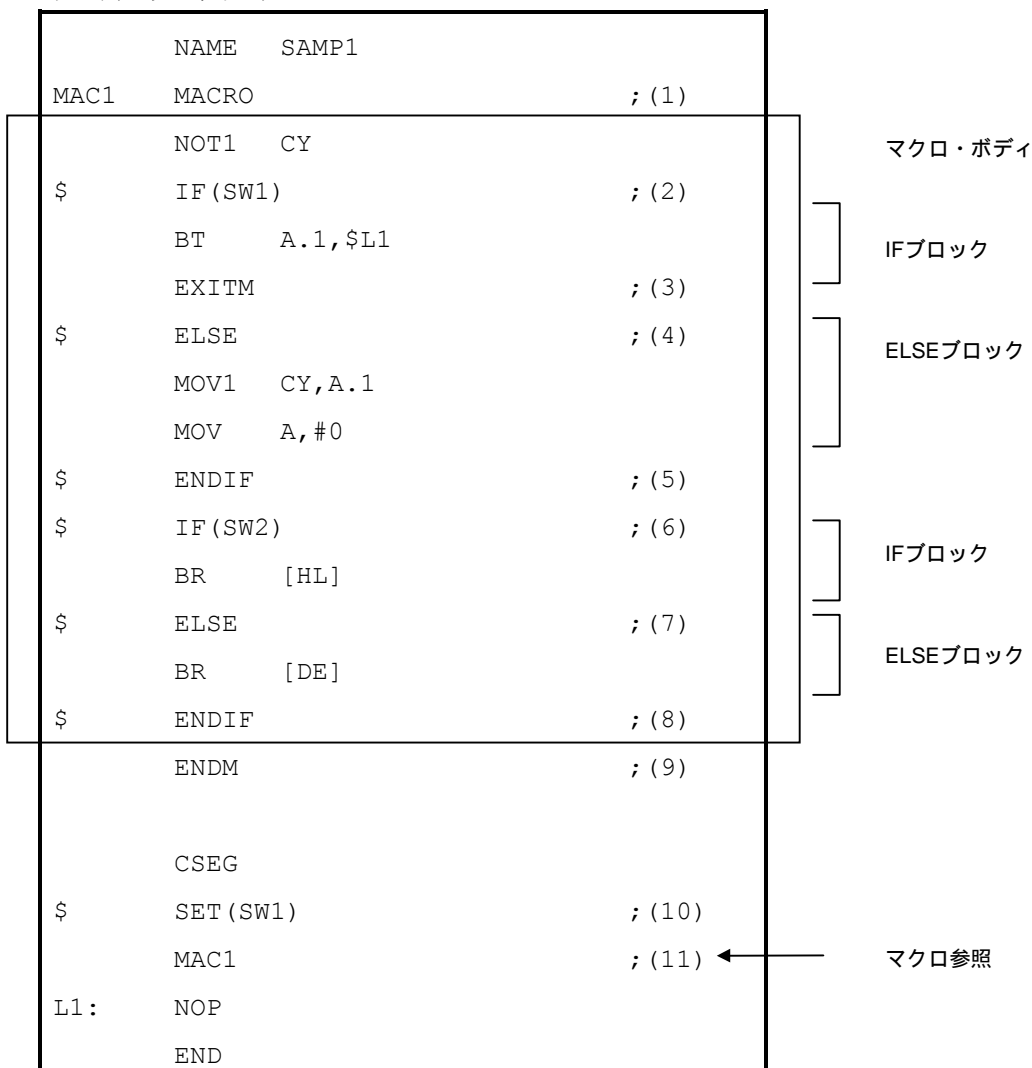 NAME SAMP1
MAC1 MACRO ;(1)
NOT1 CY マクロ・ボディ
$ IF(SW1) ;(2)
BT A.1,$L1 IFブロック
EXITM ;(3)
$ ELSE ;(4) ELSEブロック
MOV1 CY,A.1
MOV A,#0
$ ENDIF ;(5)
$ IF(SW2) ;(6) IFブロック
BR [HL]
$ ELSE ;(7)
BR [DE] ELSEブロック
$ ENDIF ;(8)
ENDM ;(9)
CSEG
$ SET(SW1) ;(10)
MAC1 ;(11) マクロ参照
L1: NOP
END